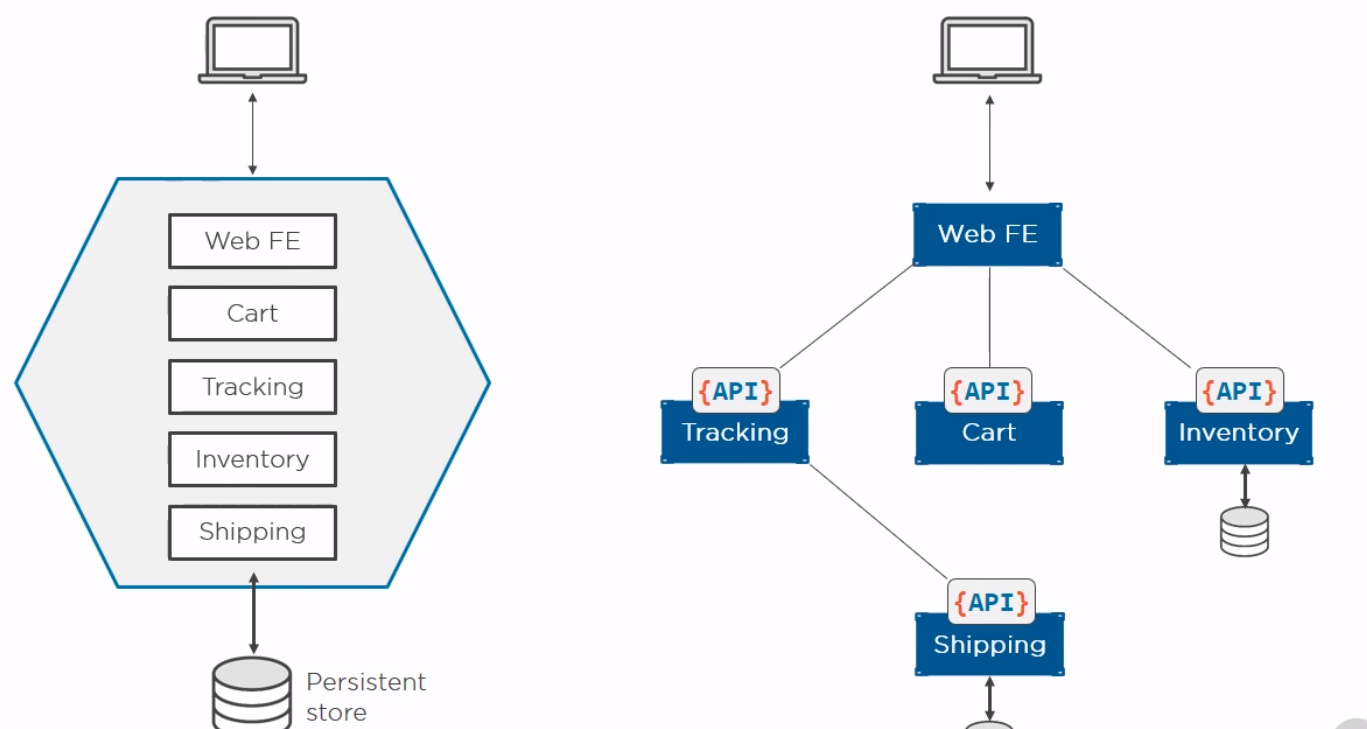 Web FE
Cart
Tracking
Inventory
Shipping
Persistent
store
Web FE
{API}
Tracking
{API}
Cart
{API}
Inventory
{API}
Shipping